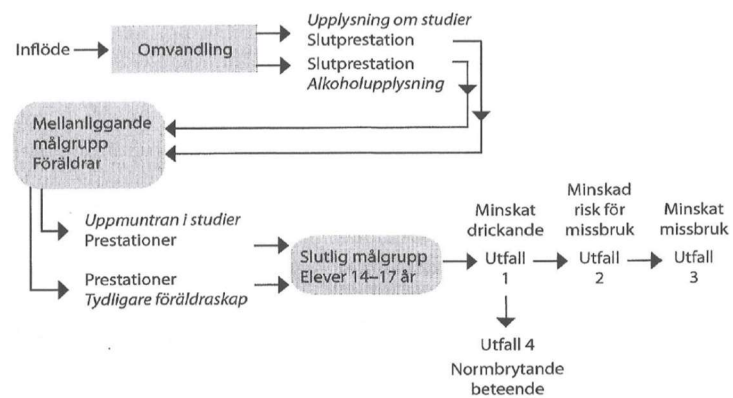 Upplysning om studier
Slutprestation
Inflöde
Omvandling
Slutprestation
Alkoholupplysning
Mellanliggande
målgrupp
Föräldrar
Uppmuntran i studier
Prestationer
Prestationer
Tydligare föräldraskap
Slutlig målgrupp
Elever 14–17 år
Minskat
drickande
Utfall
1
Minskad
risk för
missbruk
Utfall
2
Minskat
missbruk
Utfall
3
Utfall 4
Normbrytande
beteende